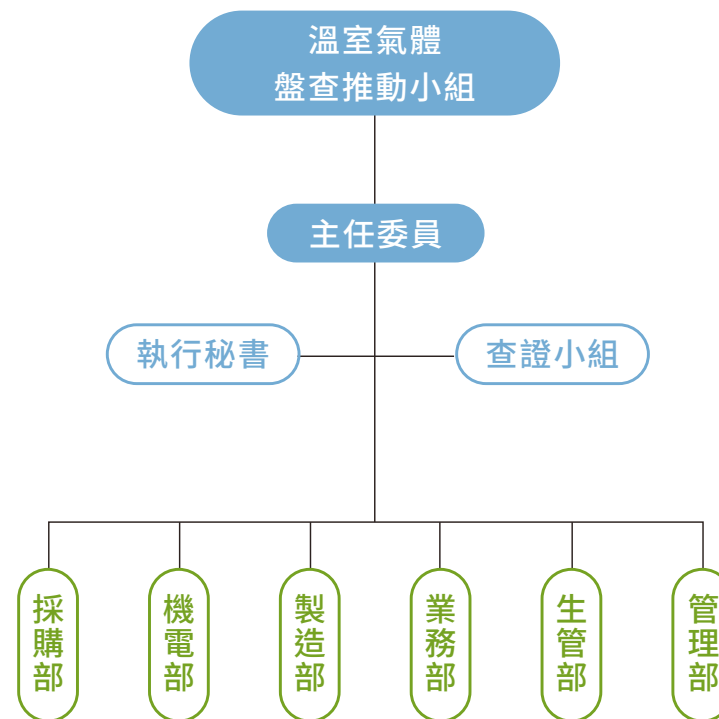 溫室氣體
盤查推動小組
主任委員
執行秘書
查證小組
採購部
機電部
製造部
業務部
生管部
管理部